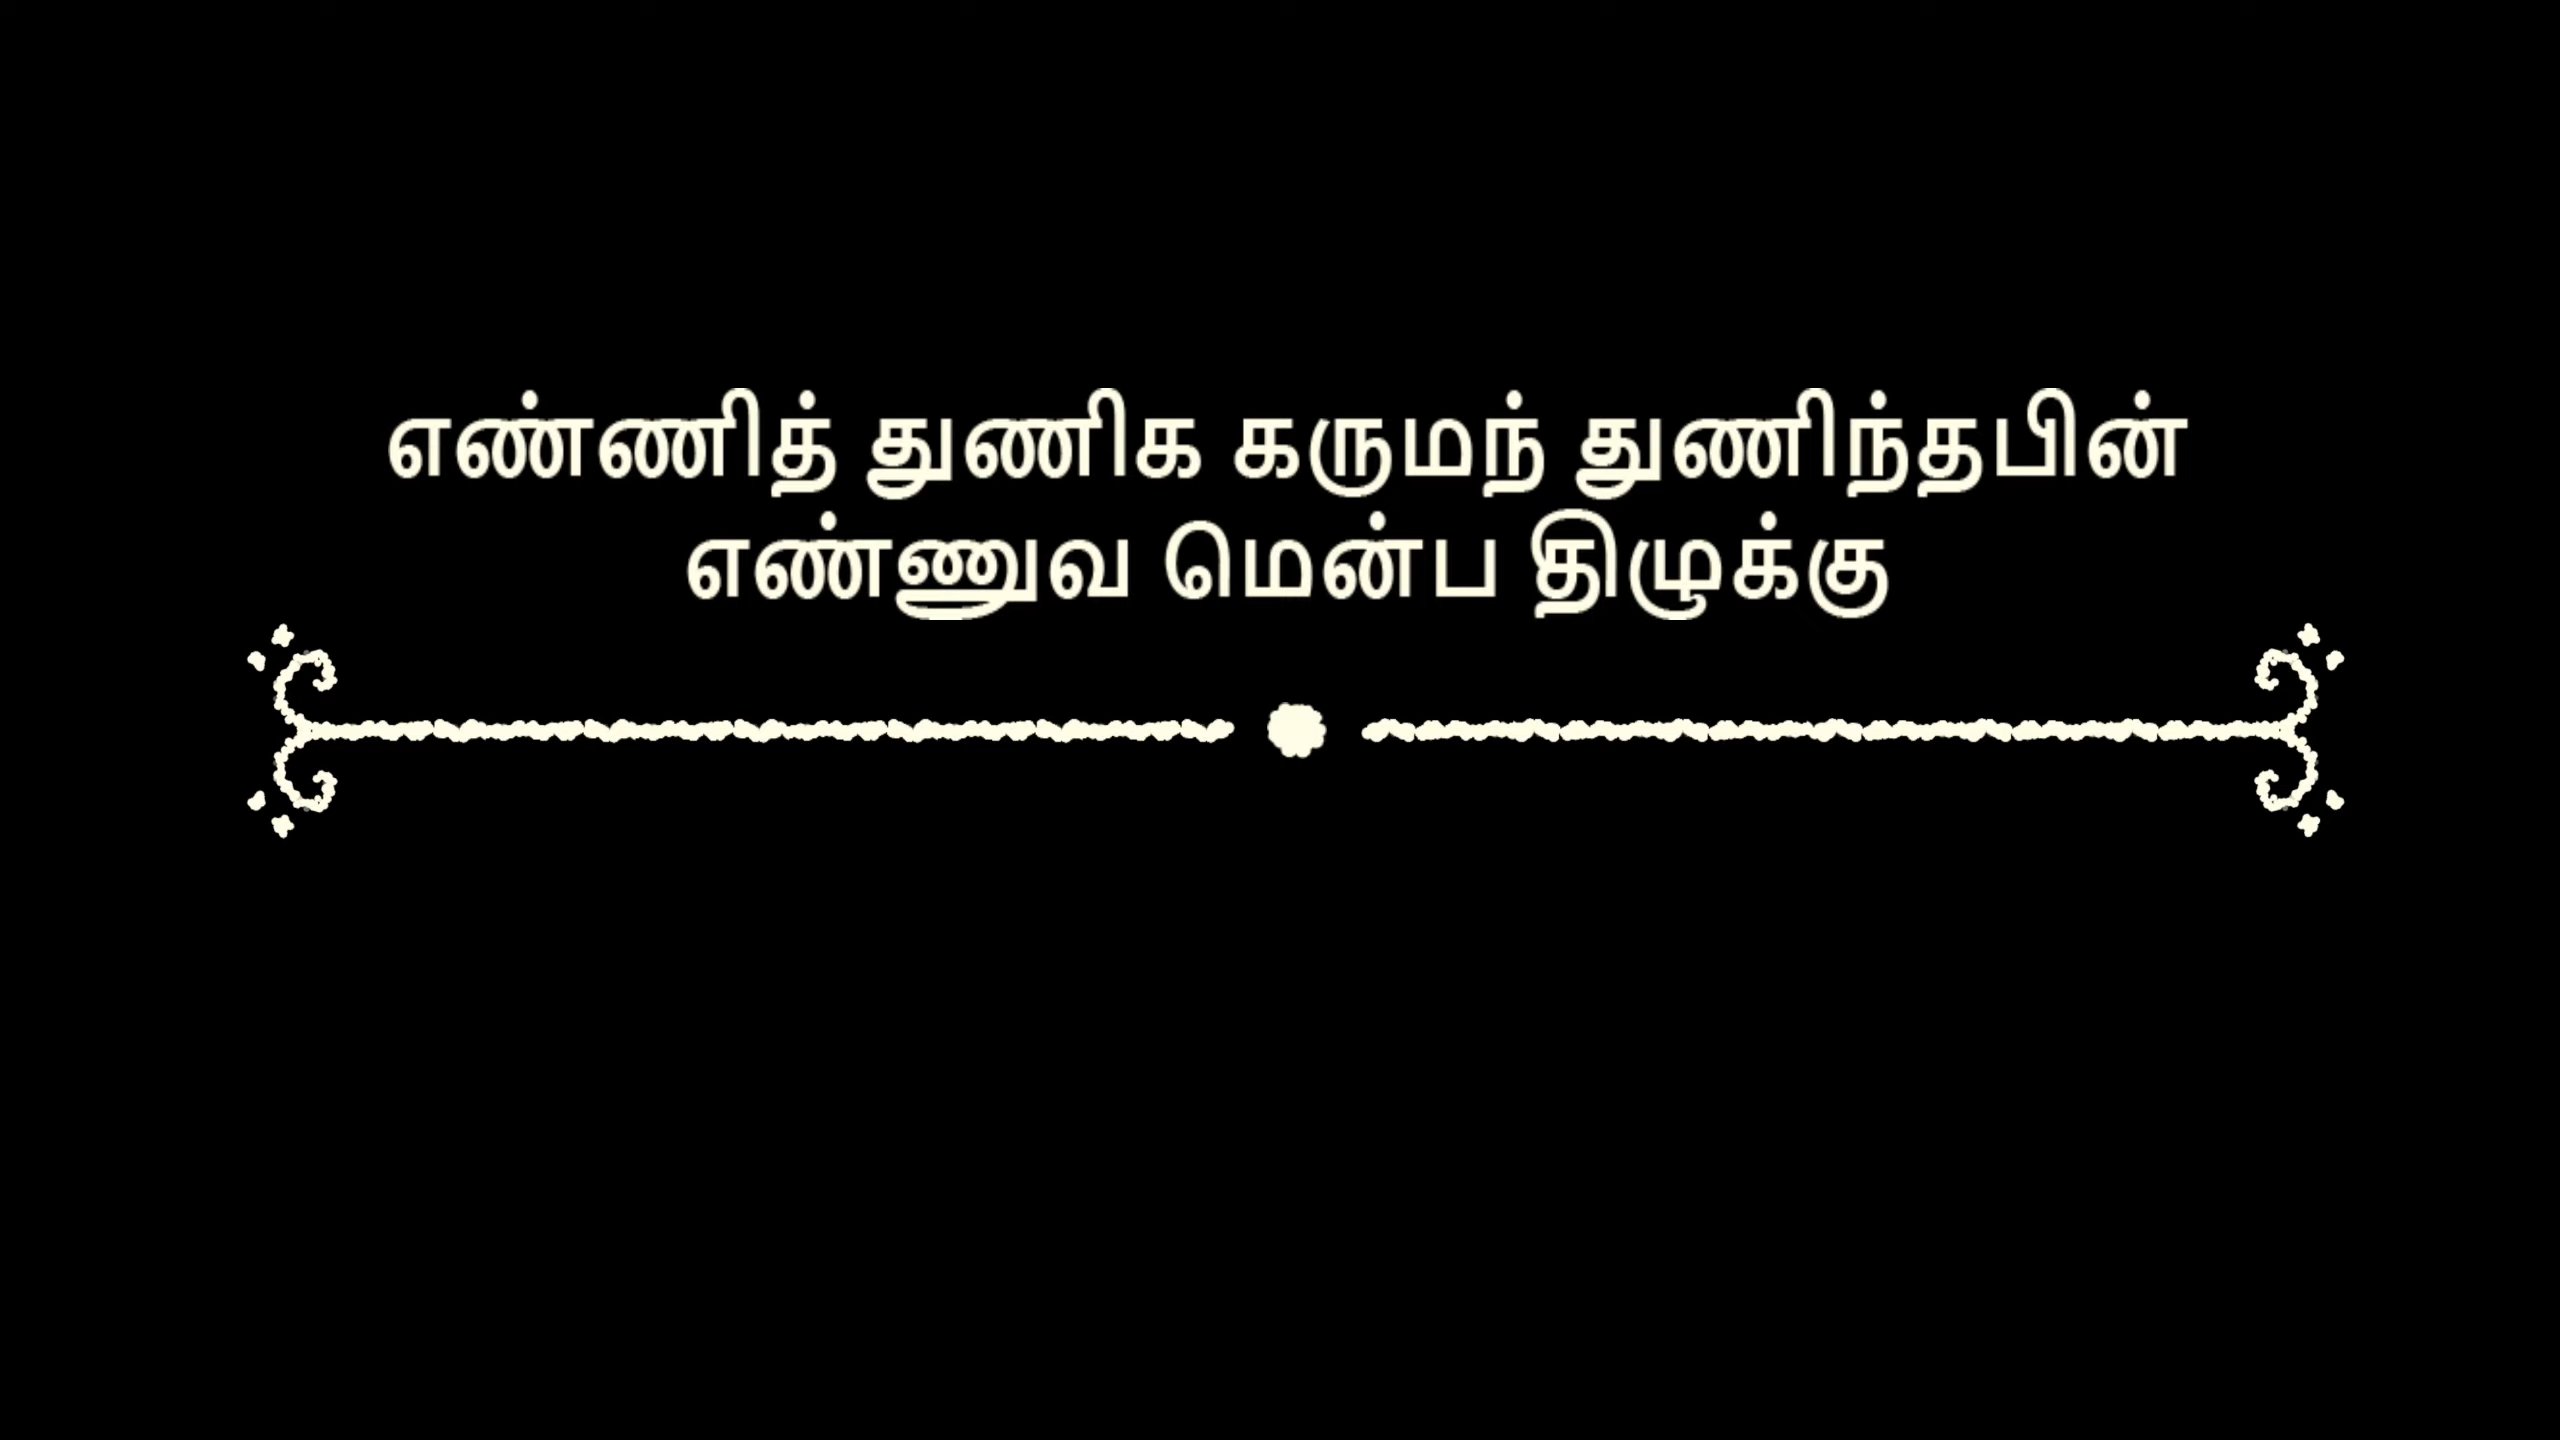 எண்ணித் துணிக கருமந் துணிந்தபின்
எண்ணுவ மென்ப திழுக்கு